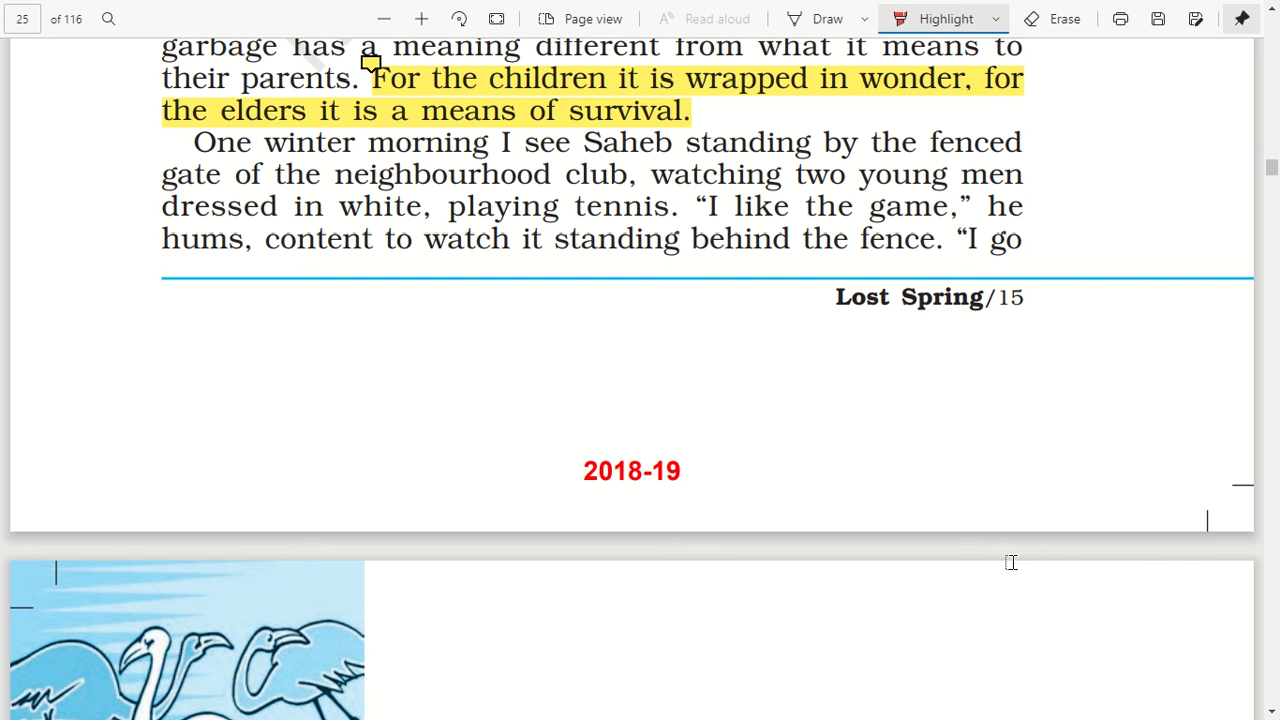 25 of 116 Page view Read aloud Draw Highlight Erase
garbage has a meaning different from what it means to
their parents. For the children it is wrapped in wonder, for
the elders it is a means of survival.
One winter morning I see Saheb standing by the fenced
gate of the neighbourhood club, watching two young men
dressed in white, playing tennis. “I like the game,” he
hums, content to watch it standing behind the fence. “I go
Lost Spring/15
2018-19